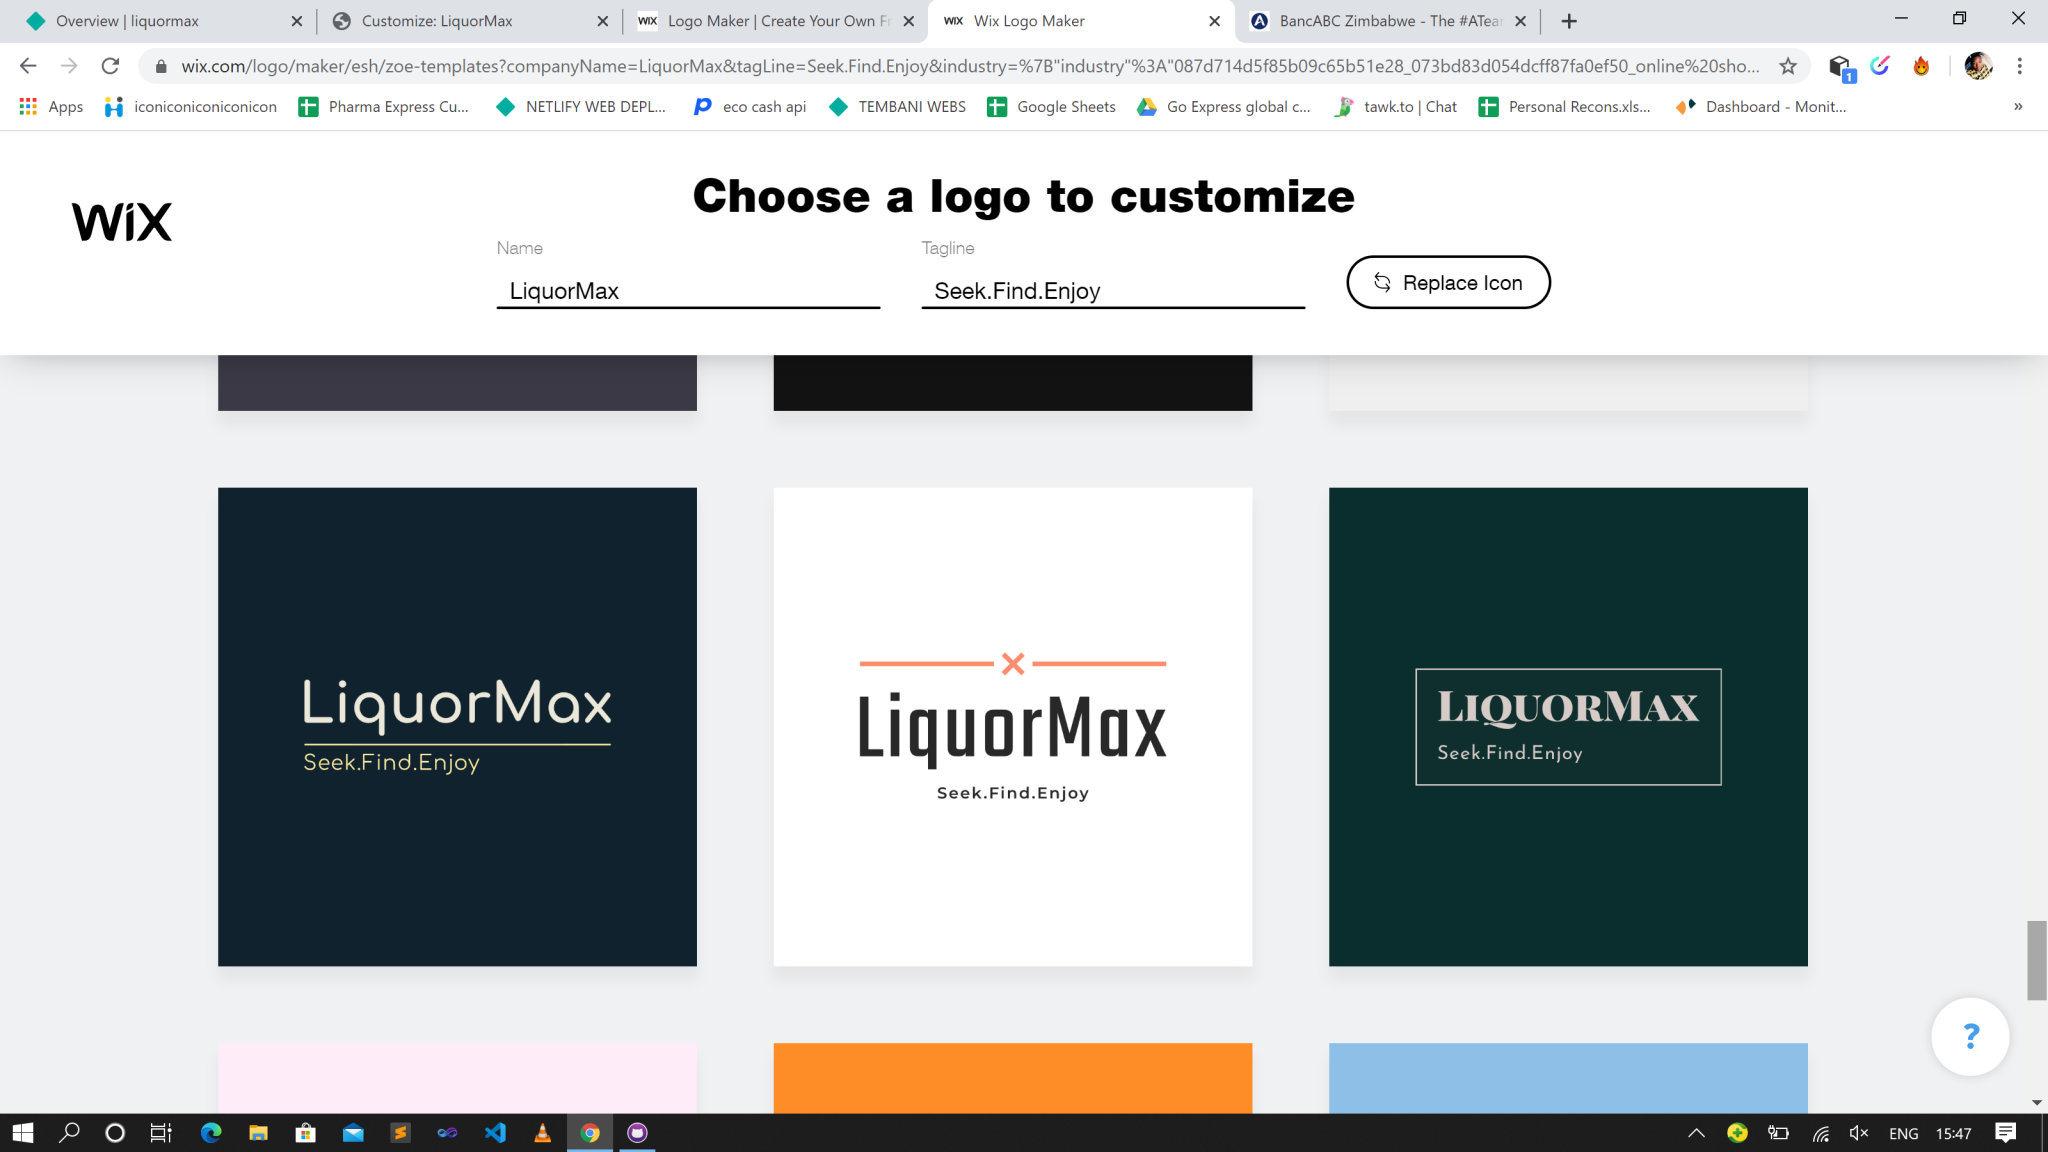 Overview | liquormax
Customize: LiquorMax
WIX Logo Maker | Create Your Own Fr
WIX Wix Logo Maker
BancABC Zimbabwe - The #ATear
wix.com/logo/maker/esh/zoe-templates?companyName=LiquorMax&tagLine=Seek.Find.Enjoy&industry=%7B"industry"%3A"087d714d5f85b09c65b51e28_073bd83d054dcff87fa0ef50_online%20sho...
1
Apps
iconiconiconiconicon
Pharma Express Cu...
NETLIFY WEB DEPL...
eco cash api
TEMBANI WEBS
Google Sheets
Go Express global c...
tawk.to | Chat
Personal Recons.xls...
Dashboard - Monit...
»
WiX
Choose a logo to customize
Name
LiquorMax
Tagline
Seek.Find.Enjoy
Replace Icon
LiquorMax
Seek.Find.Enjoy
LiquorMax
Seek.Find.Enjoy
LiquorMax
Seek.Find.Enjoy
?
ENG
15:47